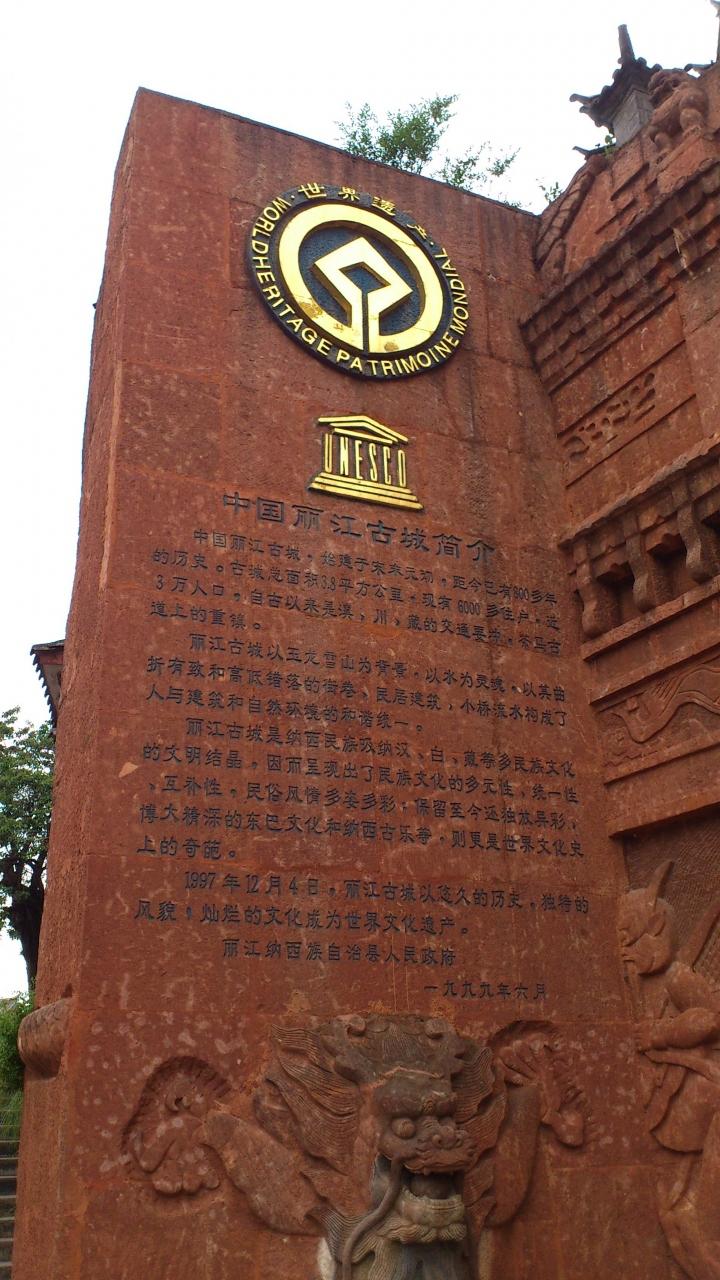 ·世界遗产·
WORLD HERITAGE PATRIMOINE MONDIAL
UNESCO
中国丽江古城简介
中国丽江古城，始建于宋末元初，距今已有800多年
的历史。古城总面积3.8平方公里，现有6000多住户，近
3万人口，自古以来是滇、川、藏的交通要冲，茶马古
道上的重镇。
丽江古城以玉龙雪山为背景，以水为灵魂，以其曲
折有致和高低错落的街巷、民居建筑，小桥流水构成了
人与建筑和自然环境的和谐统一。
丽江古城是纳西民族吸纳汉、白、藏等多民族文化
的文明结晶，因而呈现出了民族文化的多元性，统一性
、互补性，民俗风情多姿多彩，保留至今还独放异彩，
博大精深的东巴文化和纳西古乐等，则更是世界文化史
上的奇葩。
1997年12月4日，丽江古城以悠久的历史，独特的
风貌，灿烂的文化成为世界文化遗产。
丽江纳西族自治县人民政府
一九九九年六月